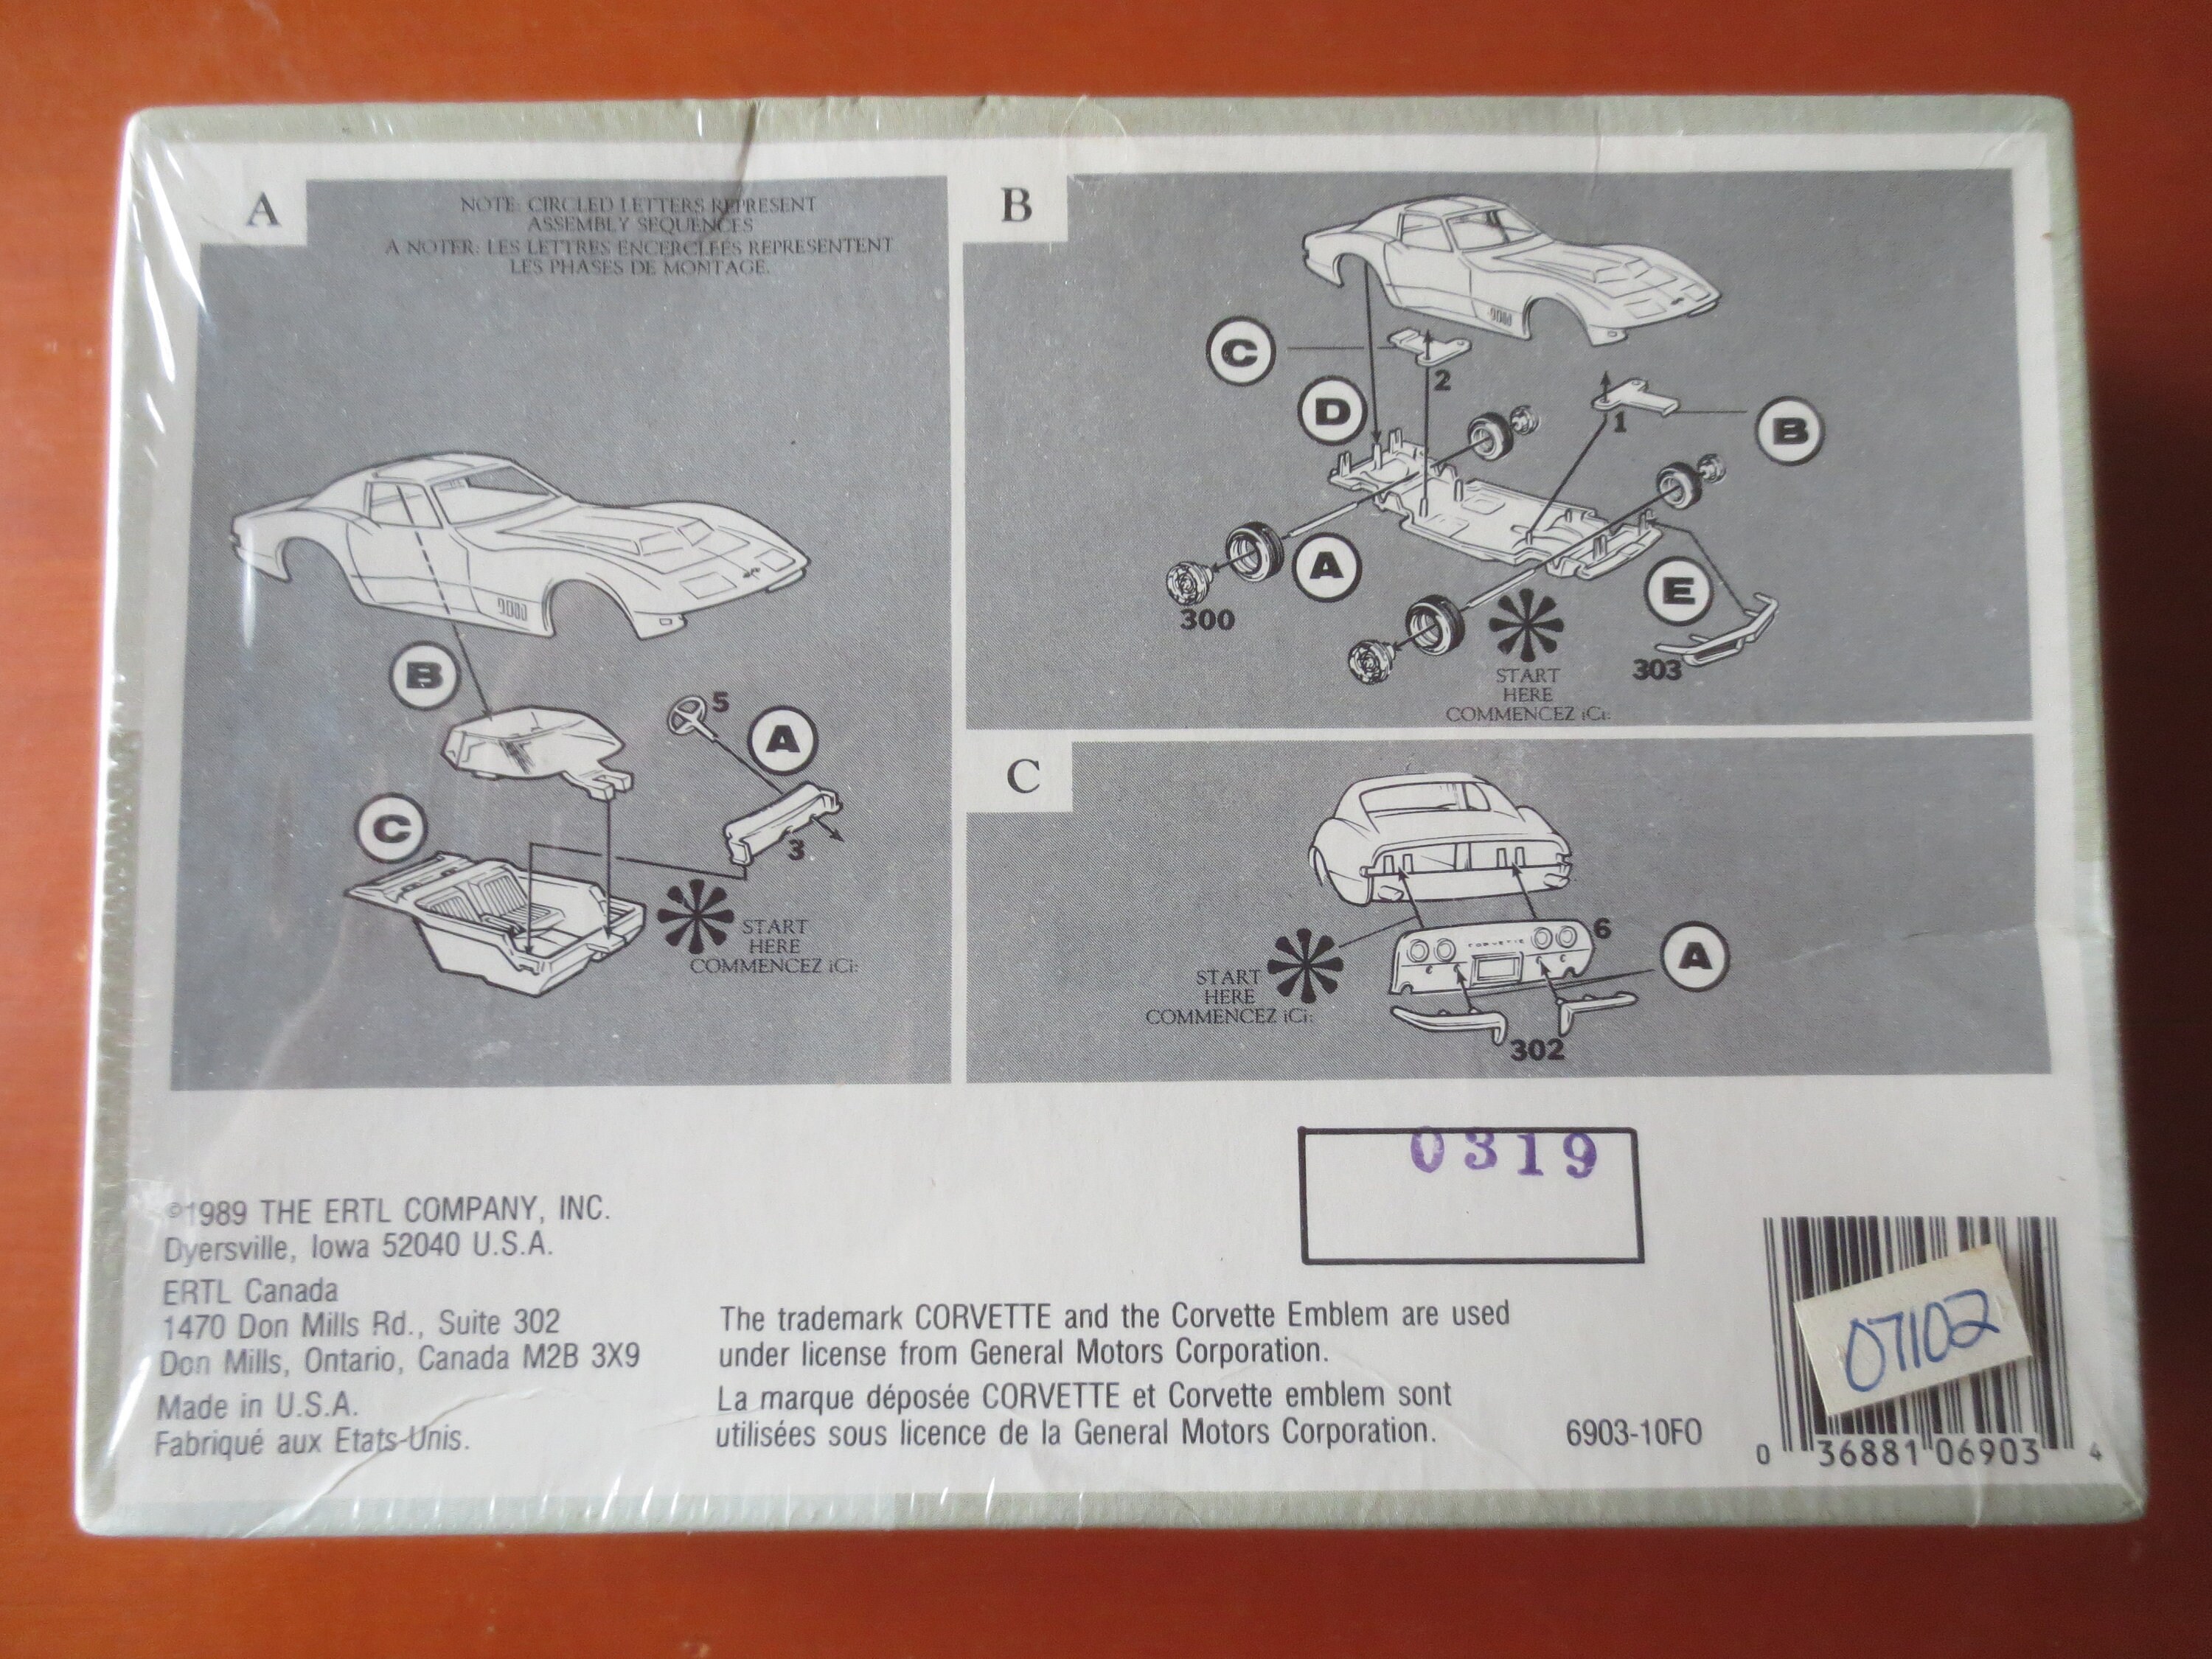 A
NOTE: CIRCLED LETTERS REPRESENT
ASSEMBLY SEQUENCES
A NOTER: LES LETTRES ENCERCLEÉS REPRESENTENT
LES PHASES DE MONTAGE.
B
5
A
C
3
START
HERE
COMMENCEZ iCi:
B
C
2
D
1
B
A
300
E
303
START
HERE
COMMENCEZ iCi:
C
6
CORVETTE
A
START
HERE
COMMENCEZ iCi:
302
0319
©1989 THE ERTL COMPANY, INC.
Dyersville, Iowa 52040 U.S.A.
ERTL Canada
1470 Don Mills Rd., Suite 302
Don Mills, Ontario, Canada M2B 3X9
Made in U.S.A.
Fabriqué aux Etats-Unis.
The trademark CORVETTE and the Corvette Emblem are used
under license from General Motors Corporation.
La marque déposée CORVETTE et Corvette emblem sont
utilisées sous licence de la General Motors Corporation.
6903-10FO
07102
0 36881 06903 4